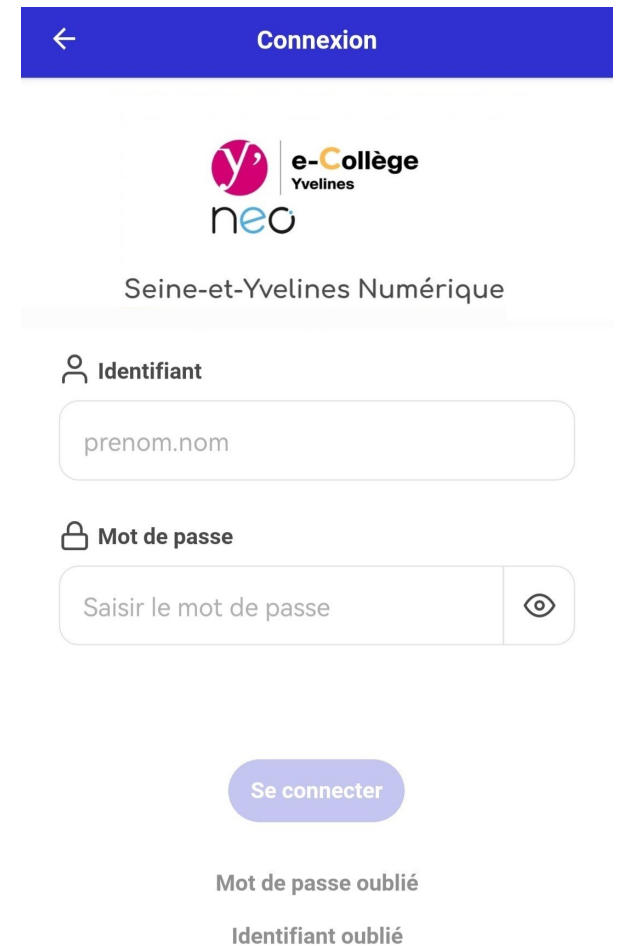 Connexion
y'
e-Collège
Yvelines
neo
Seine-et-Yvelines Numérique
Identifiant
prenom.nom
Mot de passe
Saisir le mot de passe
Se connecter
Mot de passe oublié
Identifiant oublié